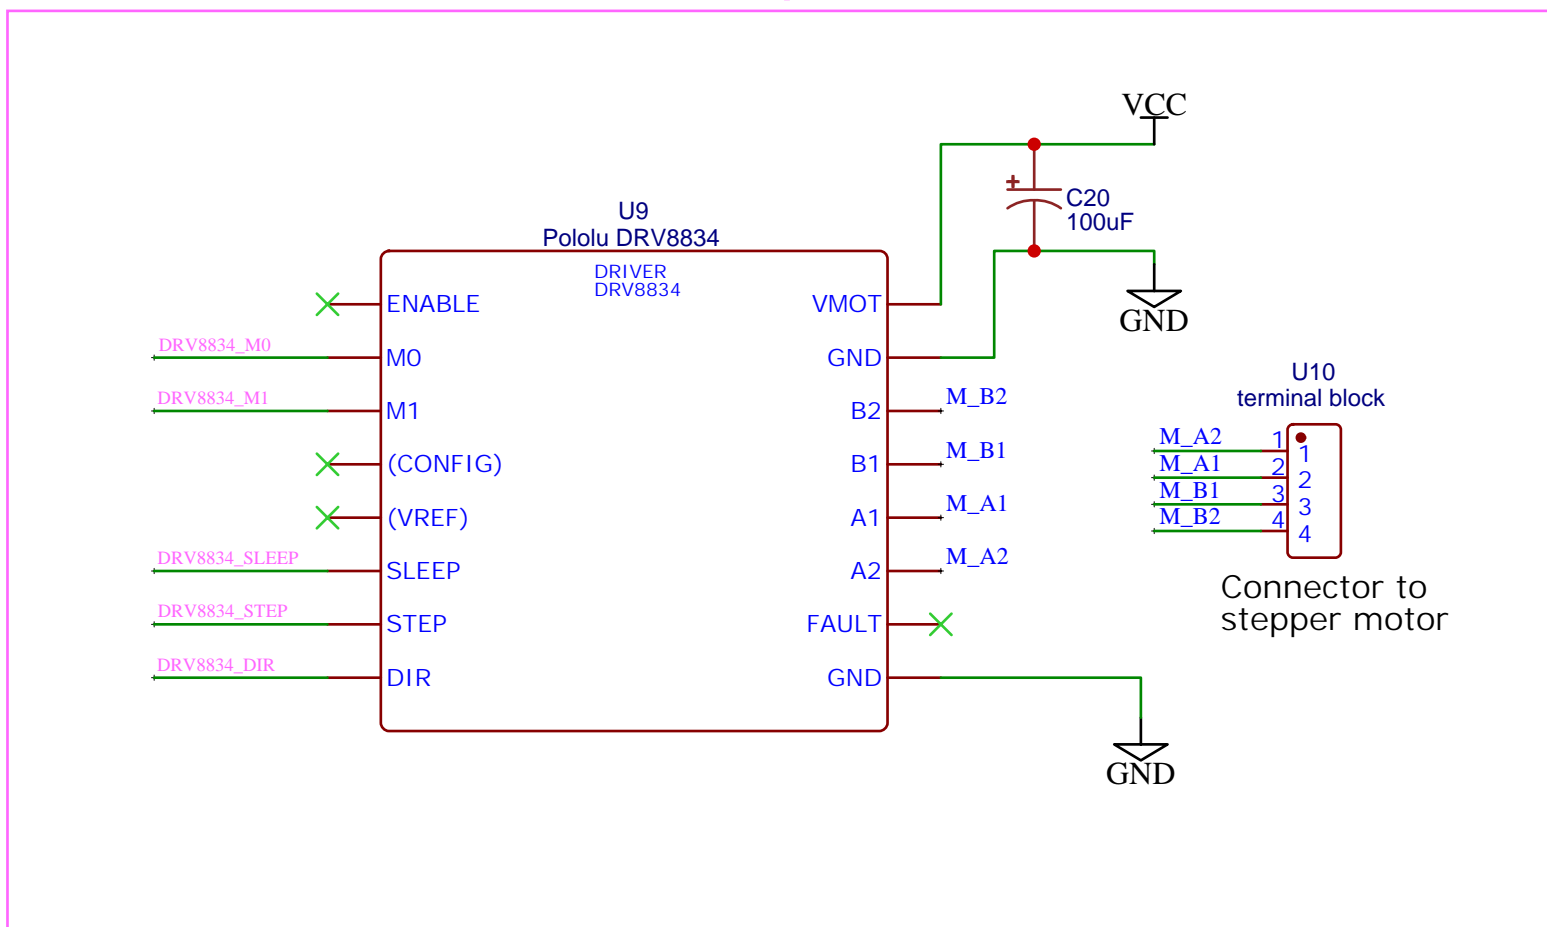 VCC
C20
100uF
GND
U9
Pololu DRV8834
DRIVER
DRV8834
ENABLE
VMOT
DRV8834_M0
M0
GND
DRV8834_M1
M1
B2
M_B2
(CONFIG)
B1
M_B1
(VREF)
A1
M_A1
DRV8834_SLEEP
SLEEP
A2
M_A2
DRV8834_STEP
STEP
FAULT
DRV8834_DIR
DIR
GND
GND
U10
terminal block
M_A2 1 1
M_A1 2 2
M_B1 3 3
M_B2 4 4
Connector to
stepper motor